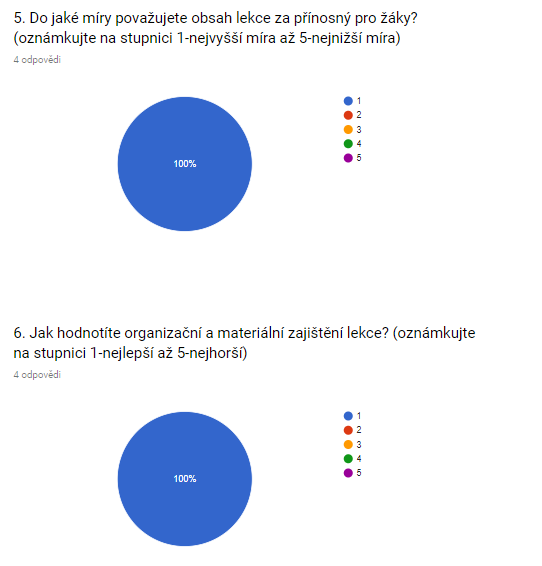 5. Do jaké míry považujete obsah lekce za přínosný pro žáky?
(oznámkujte na stupnici 1-nejvyšší míra až 5-nejnižší míra)
4 odpovědi
100%
1
2
3
4
5
6. Jak hodnotíte organizační a materiální zajištění lekce? (oznámkujte
na stupnici 1-nejlepší až 5-nejhorší)
4 odpovědi
100%
1
2
3
4
5